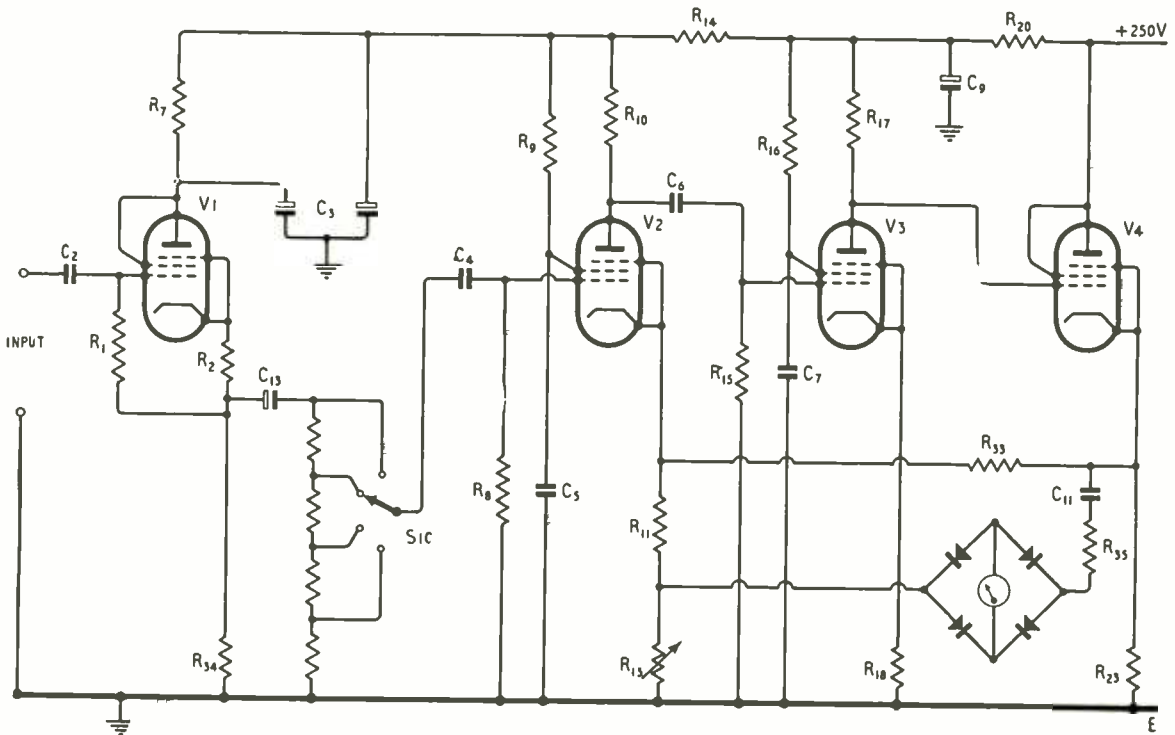 R14
R20
+250V
C9
R7
R9
R10
R16
R17
V1
C3
C6
V2
V3
V4
C2
C4
INPUT
R1
R2
C13
R15
C7
R33
R8
C5
S1C
R11
C11
R35
R34
R13
R18
R23
E